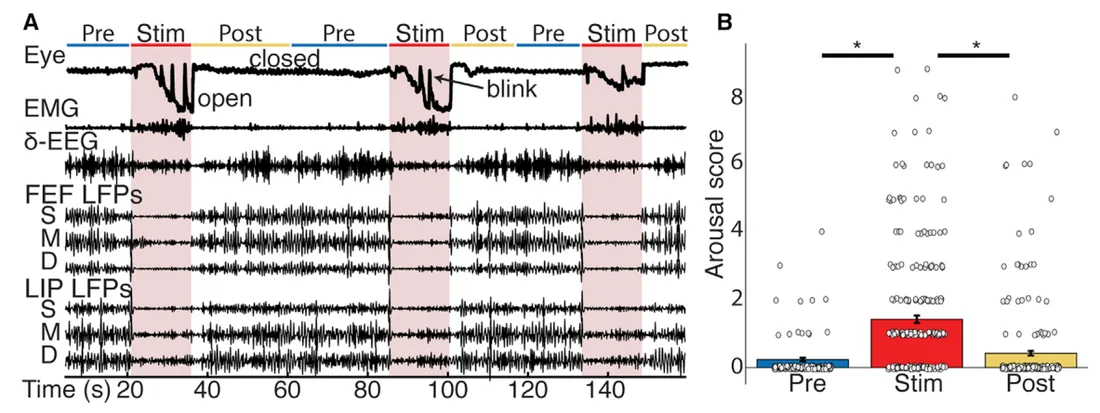 A
Pre Stim Post Pre Stim Post Pre Stim Post
Eye
closed
open
blink
EMG
δ-EEG
FEF LFPs
S
M
D
LIP LFPs
S
M
D
Time (s) 20 40 60 80 100 120 140
B
* *
Arousal score
8
6
4
2
0
Pre Stim Post